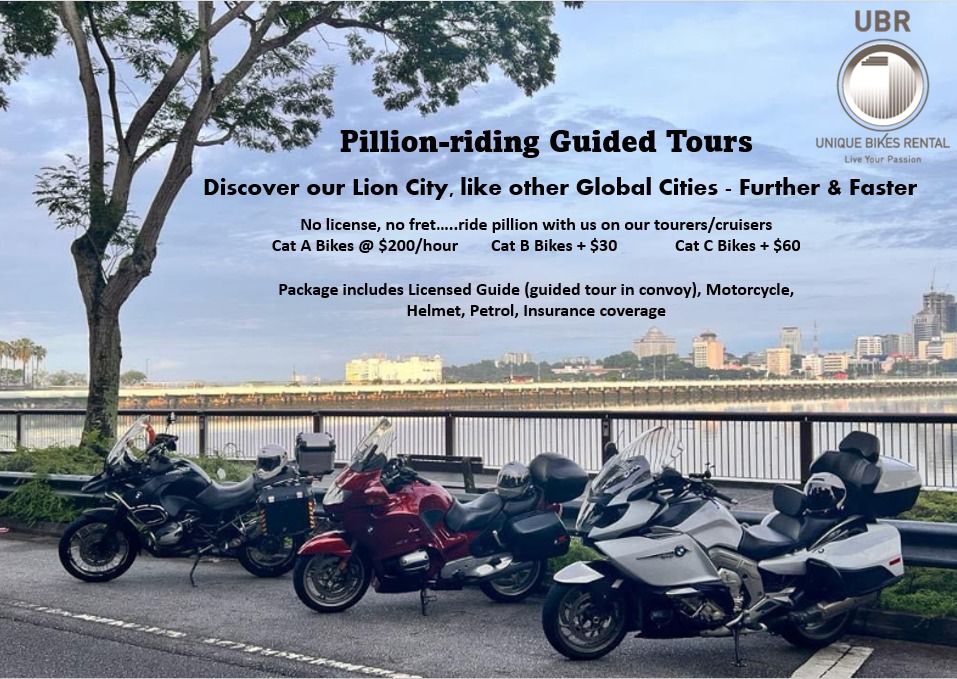 UBR
UNIQUE BIKES RENTAL
Live Your Passion
Pillion-riding Guided Tours
Discover our Lion City, like other Global Cities - Further & Faster
No license, no fret…..ride pillion with us on our tourers/cruisers
Cat A Bikes @ $200/hour Cat B Bikes + $30 Cat C Bikes + $60
Package includes Licensed Guide (guided tour in convoy), Motorcycle,
Helmet, Petrol, Insurance coverage